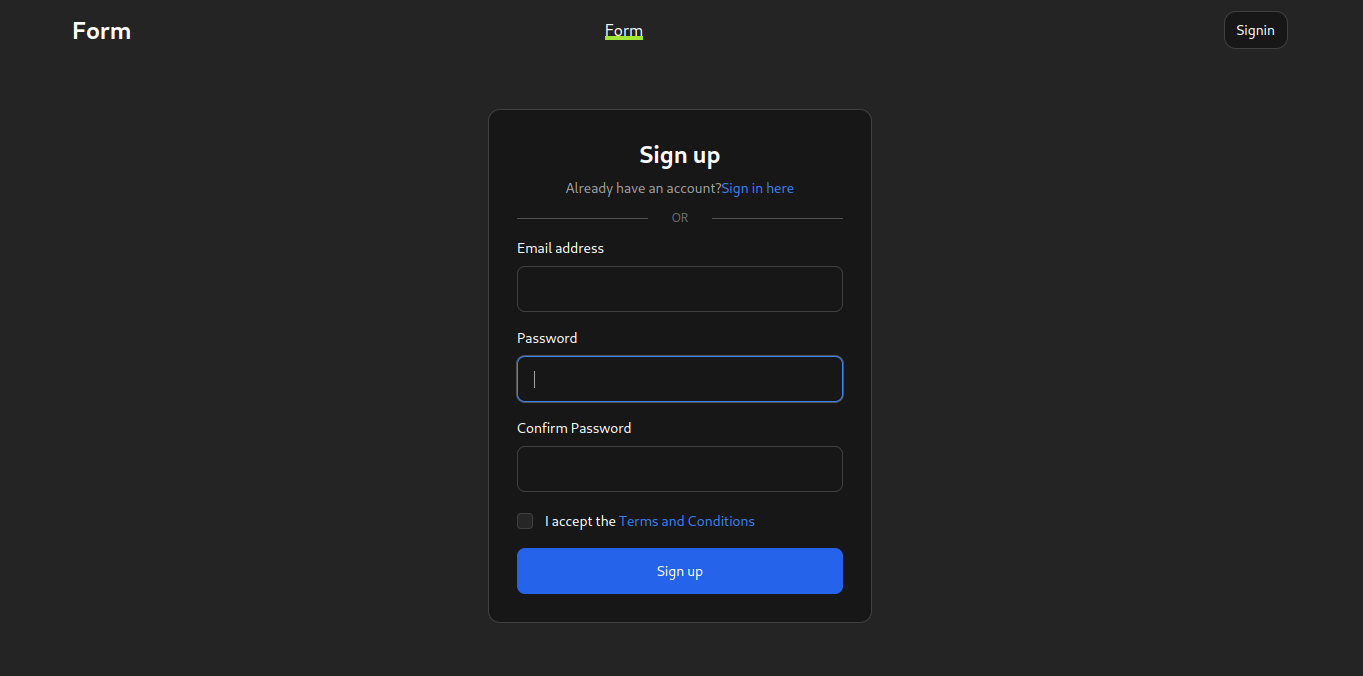 Form
Form
Signin
Sign up
Already have an account?Sign in here
OR
Email address
Password
Confirm Password
I accept the Terms and Conditions
Sign up